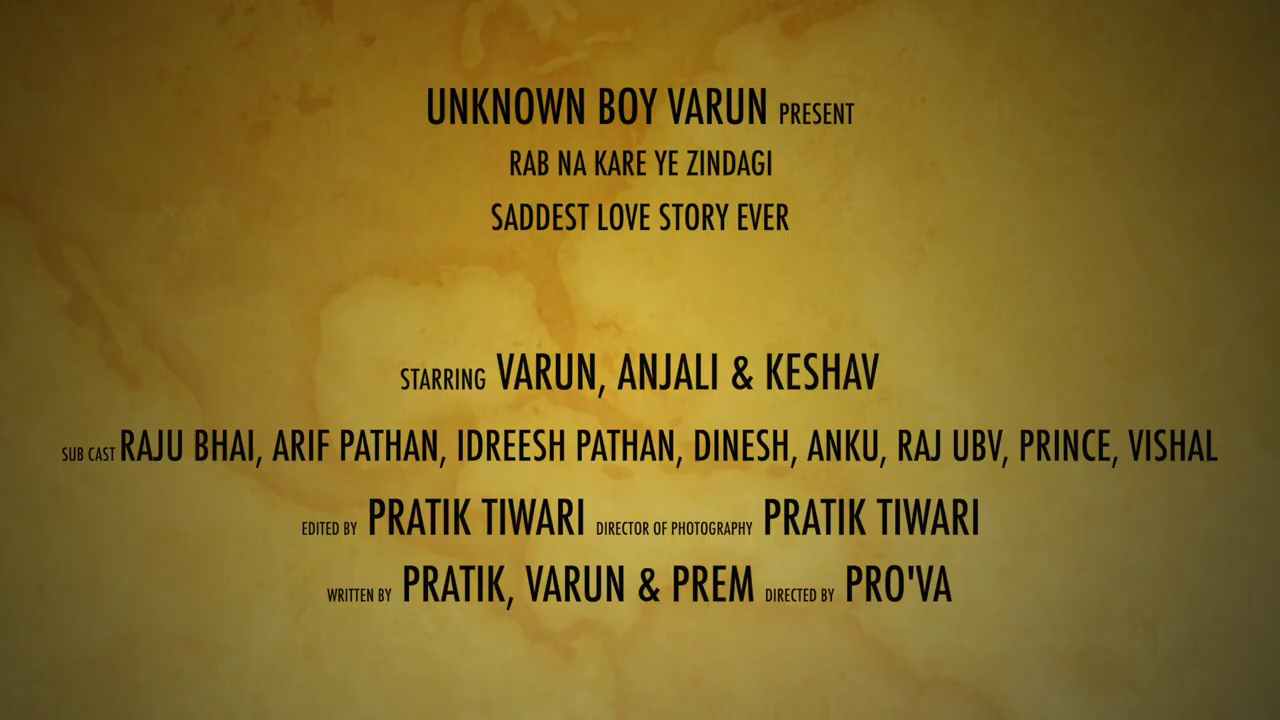 UNKNOWN BOY VARUN PRESENT
RAB NA KARE YE ZINDAGI
SADDEST LOVE STORY EVER
STARRING VARUN, ANJALI & KESHAV
SUB CAST RAJU BHAI, ARIF PATHAN, IDREESH PATHAN, DINESH, ANKU, RAJ UBV, PRINCE, VISHAL
EDITED BY PRATIK TIWARI DIRECTOR OF PHOTOGRAPHY PRATIK TIWARI
WRITTEN BY PRATIK, VARUN & PREM DIRECTED BY PRO'VA